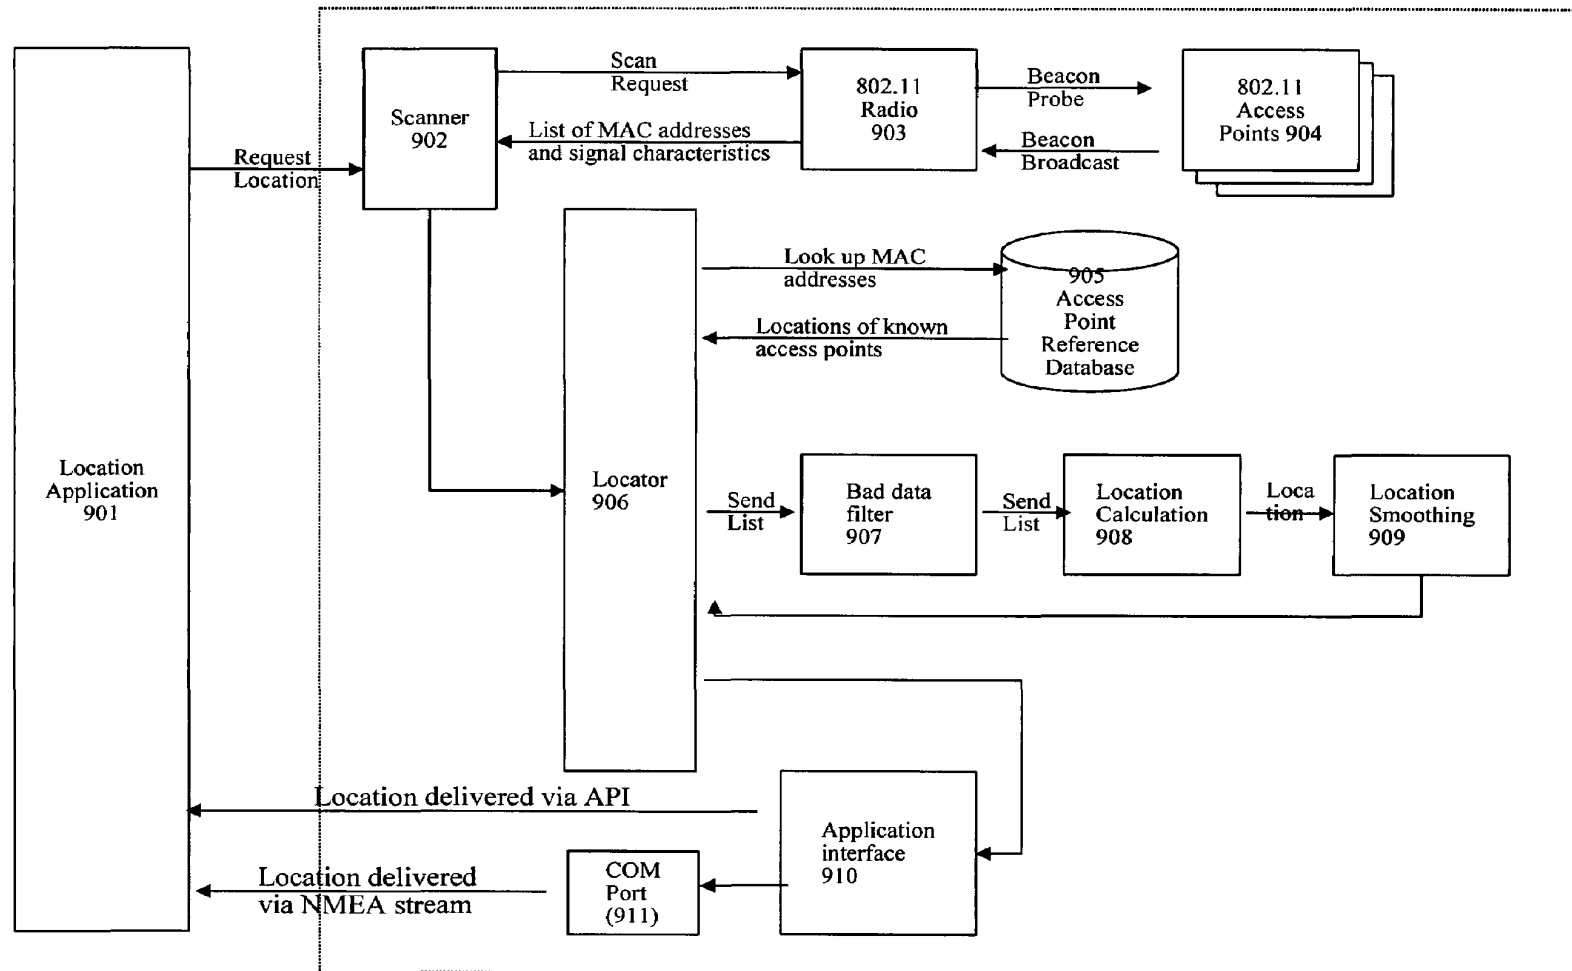 Scan
Request
Scanner
902
802.11
Radio
903
Beacon
Probe
802.11
Access
Points 904
List of MAC addresses
and signal characteristics
Beacon
Broadcast
Request
Location
Look up MAC
addresses
905
Access
Point
Reference
Database
Locations of known
access points
Location
Application
901
Locator
906
Send
List
Bad data
filter
907
Send
List
Location
Calculation
908
Loca
tion
Location
Smoothing
909
Location delivered via API
Application
interface
910
COM
Port
(911)
Location delivered
via NMEA stream